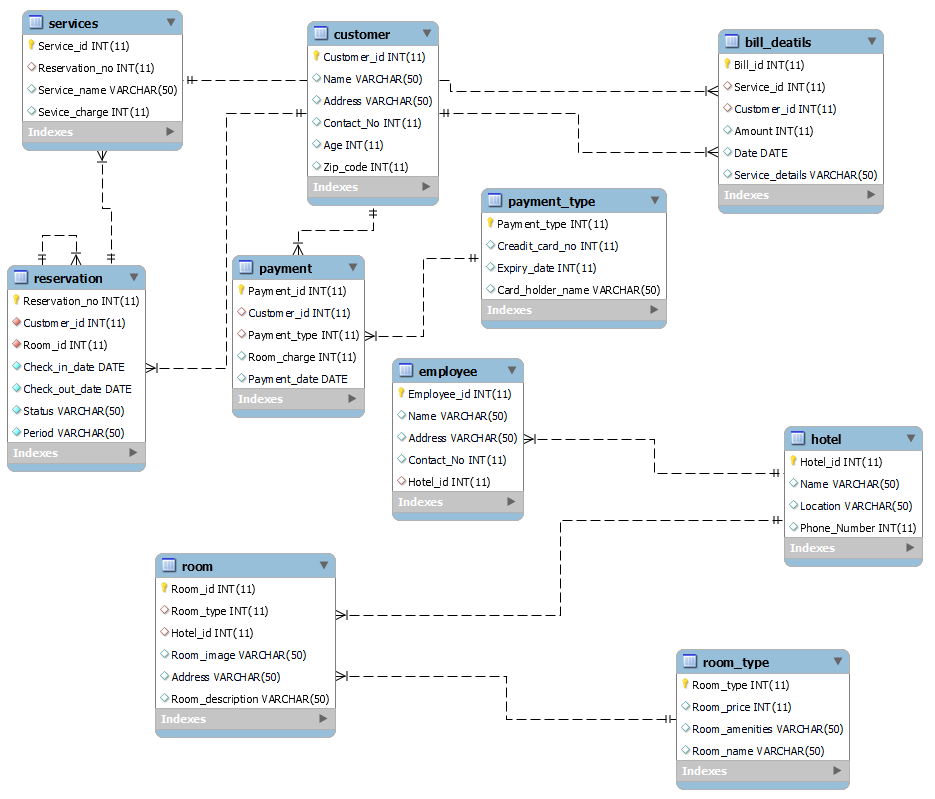 services
Service_id INT(11)
Reservation_no INT(11)
Service_name VARCHAR(50)
Sevice_charge INT(11)
Indexes
customer
Customer_id INT(11)
Name VARCHAR(50)
Address VARCHAR(50)
Contact_No INT(11)
Age INT(11)
Zip_code INT(11)
Indexes
bill_deatils
Bill_id INT(11)
Service_id INT(11)
Customer_id INT(11)
Amount INT(11)
Date DATE
Service_details VARCHAR(50)
Indexes
payment_type
Payment_type INT(11)
Creadit_card_no INT(11)
Expiry_date INT(11)
Card_holder_name VARCHAR(50)
Indexes
reservation
Reservation_no INT(11)
Customer_id INT(11)
Room_id INT(11)
Check_in_date DATE
Check_out_date DATE
Status VARCHAR(50)
Period VARCHAR(50)
Indexes
payment
Payment_id INT(11)
Customer_id INT(11)
Payment_type INT(11)
Room_charge INT(11)
Payment_date DATE
Indexes
employee
Employee_id INT(11)
Name VARCHAR(50)
Address VARCHAR(50)
Contact_No INT(11)
Hotel_id INT(11)
Indexes
hotel
Hotel_id INT(11)
Name VARCHAR(50)
Location VARCHAR(50)
Phone_Number INT(11)
Indexes
room
Room_id INT(11)
Room_type INT(11)
Hotel_id INT(11)
Room_image VARCHAR(50)
Address VARCHAR(50)
Room_description VARCHAR(50)
Indexes
room_type
Room_type INT(11)
Room_price INT(11)
Room_amenities VARCHAR(50)
Room_name VARCHAR(50)
Indexes